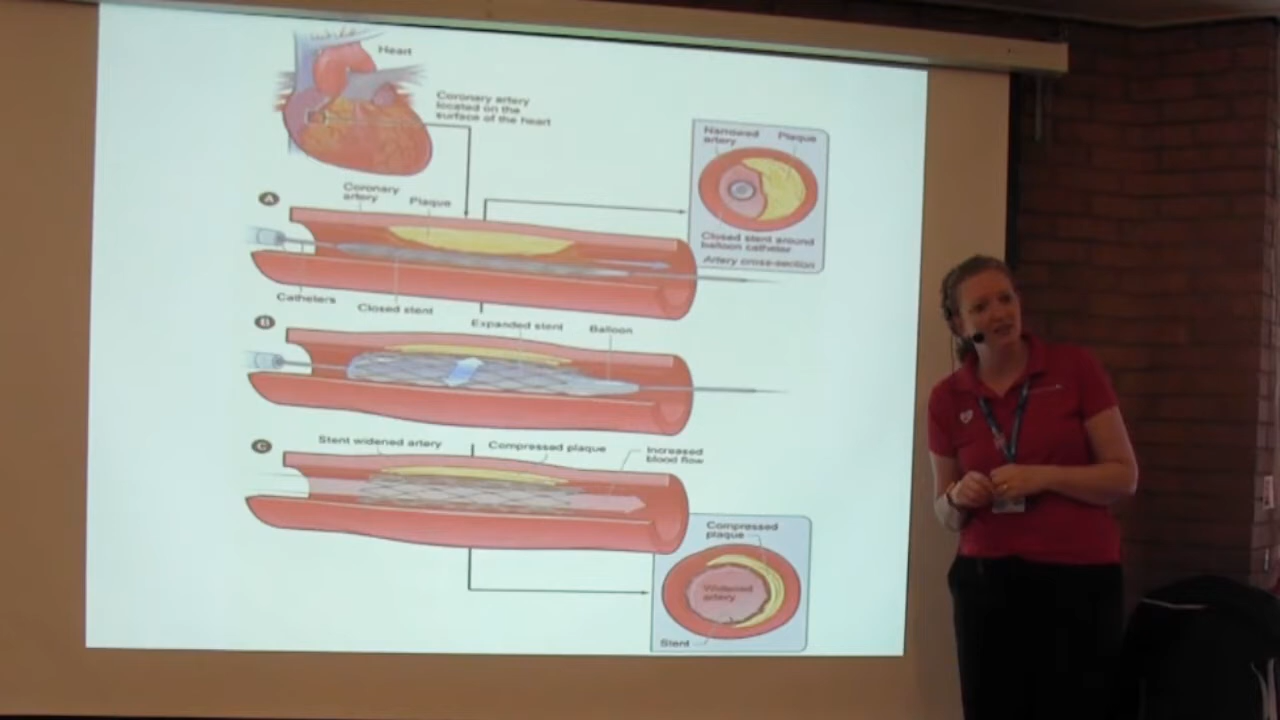 Heart
Coronary artery
located on the
surface of the heart
Narrowed
artery
Plaque
Closed stent around
balloon catheter
Artery cross-section
A
Coronary
artery
Plaque
Catheters
Closed stent
B
Expanded stent
Balloon
C
Stent widened artery
Compressed plaque
Increased
blood flow
Compressed
plaque
Widened
artery
Stent